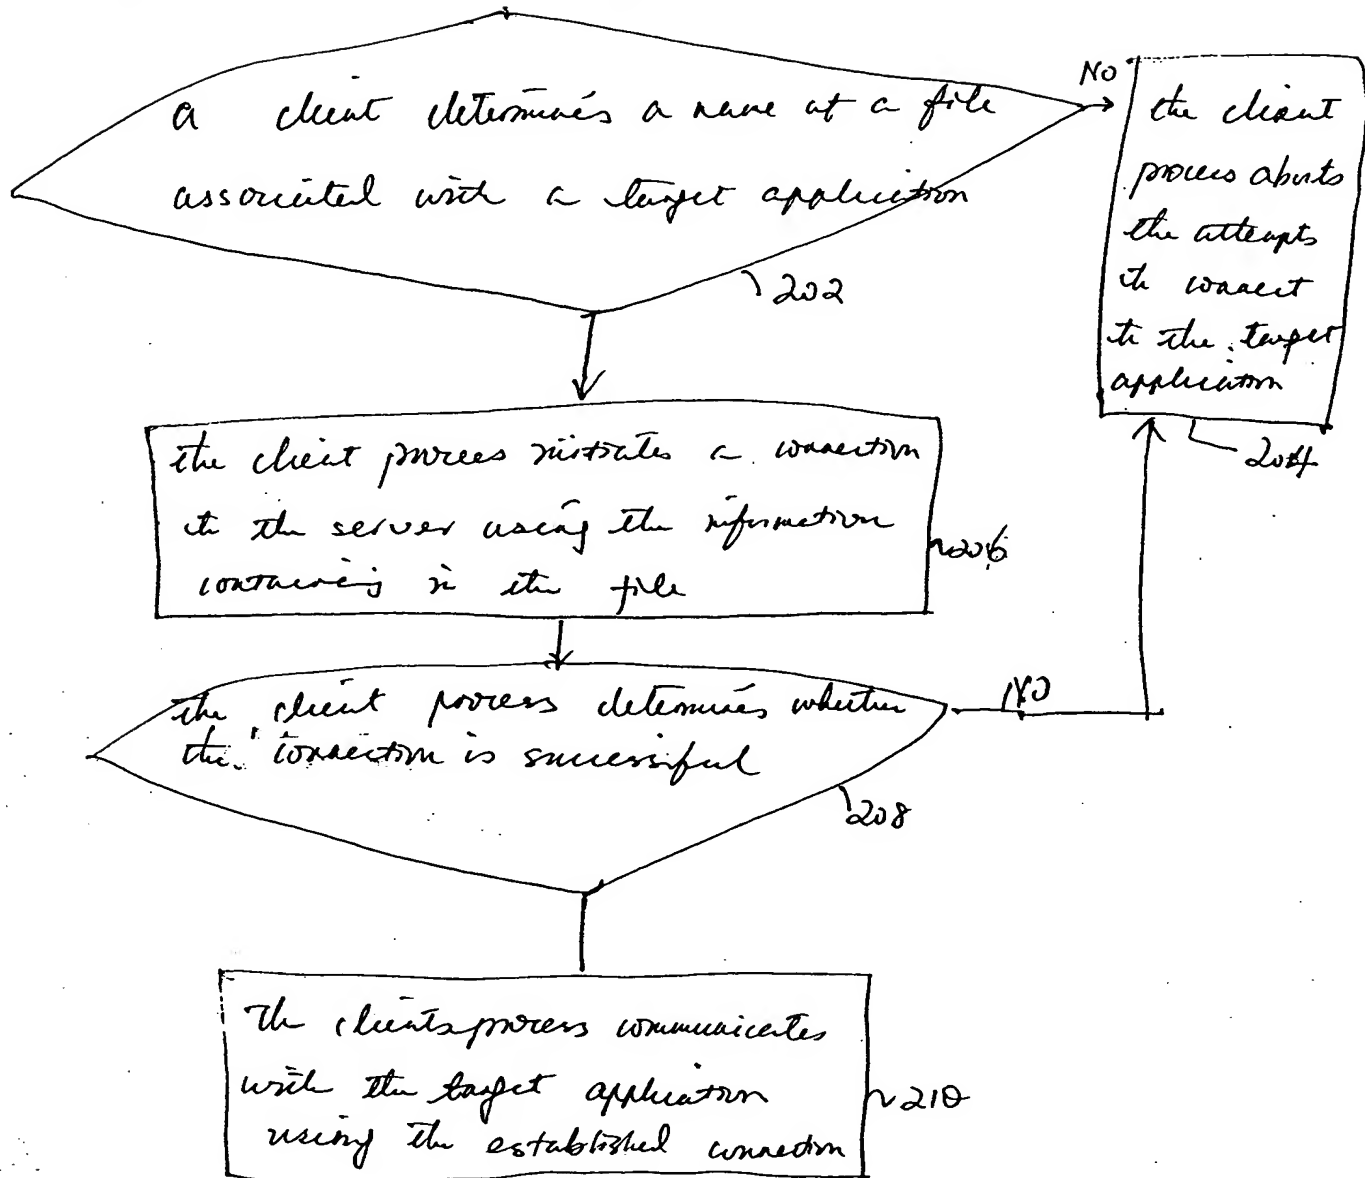 a client determines a name of a file
associated with a target application
202
NO
the client
process aborts
the attempts
to connect
to the target
application
204
the client process initiates a connection
to the server using the information
containing in the file
206
the client process determines whether
the connection is successful
NO
208
The clients process communicates
with the target application
using the established connection
210